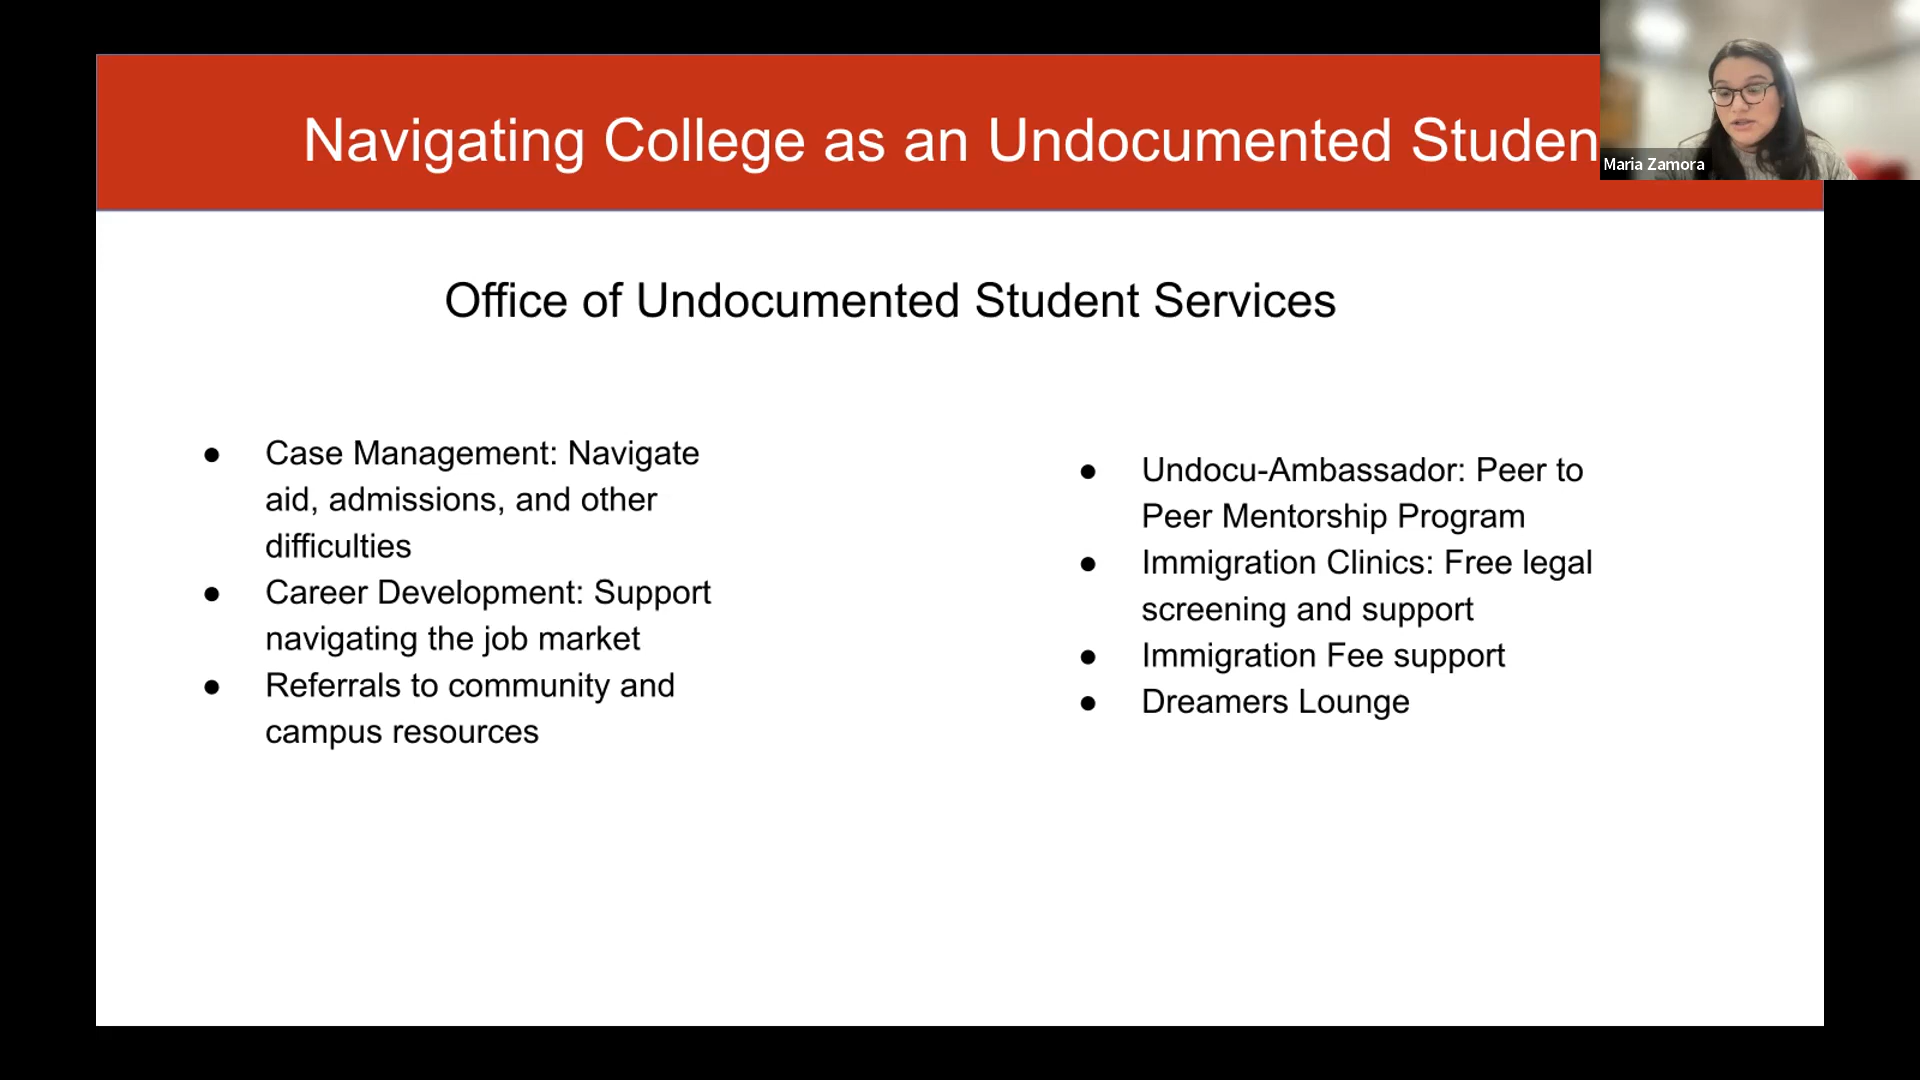 Navigating College as an Undocumented Studen
Maria Zamora
Office of Undocumented Student Services
● Case Management: Navigate
aid, admissions, and other
difficulties
● Career Development: Support
navigating the job market
● Referrals to community and
campus resources
● Undocu-Ambassador: Peer to
Peer Mentorship Program
● Immigration Clinics: Free legal
screening and support
● Immigration Fee support
● Dreamers Lounge